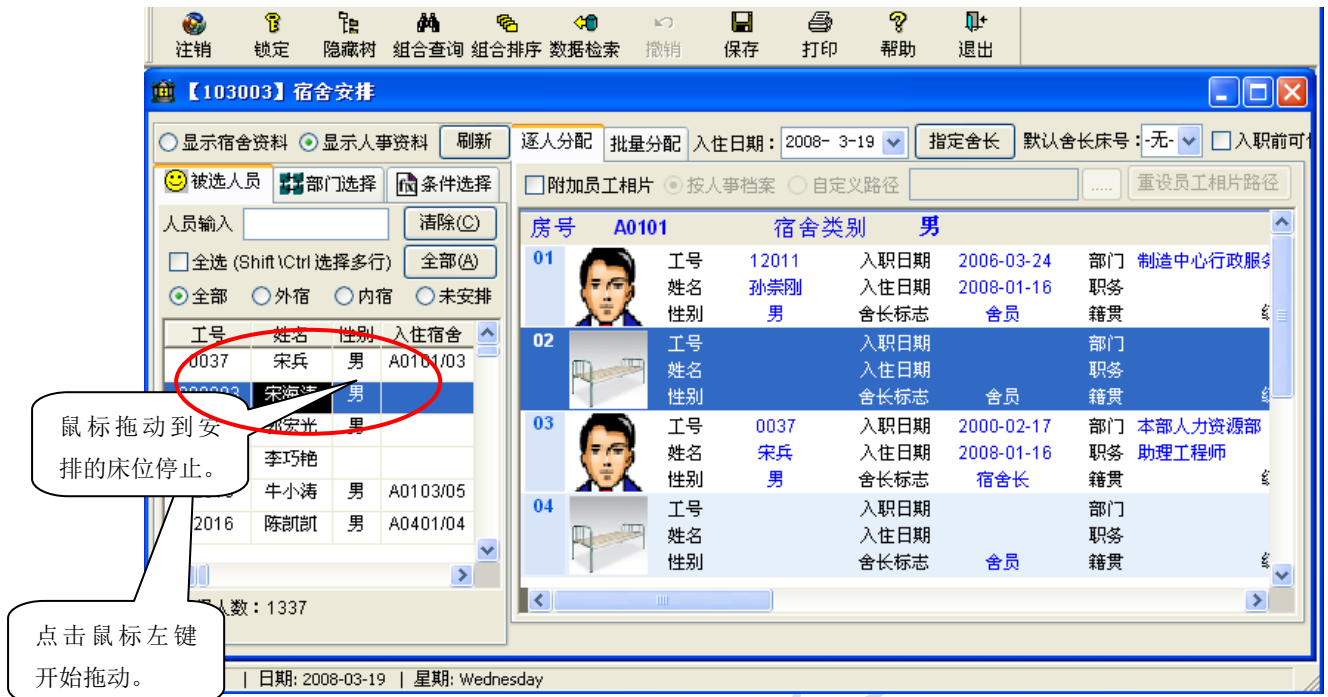 注销 锁定 隐藏树 组合查询 组合排序 数据检索 撤销 保存 打印 帮助 退出
【103003】宿舍安排
显示宿舍资料 显示人事资料 刷新
逐人分配 批量分配 入住日期： 2008- 3-19 指定舍长 默认舍长床号：-无- 入职前可
被选人员 部门选择 条件选择
附加员工相片 按人事档案 自定义路径 ..... 重设员工相片路径
人员输入 清除(C)
全选 (Shift\Ctrl 选择多行) 全部(A)
全部 外宿 内宿 未安排
工号 姓名 性别 入住宿舍
0037 宋兵 男 A0101/03
宋海涛 男
宏光 男
李巧艳
牛小涛 男 A0103/05
2016 陈凯凯 男 A0401/04
人数：1337
房号 A0101 宿舍类别 男
01 工号 12011 入职日期 2006-03-24 部门 制造中心行政服务
姓名 孙崇刚 入住日期 2008-01-16 职务
性别 男 舍长标志 舍员 籍贯
02 工号 入职日期 部门
姓名 入住日期 职务
性别 舍长标志 舍员 籍贯
03 工号 0037 入职日期 2000-02-17 部门 本部人力资源部
姓名 宋兵 入住日期 2008-01-16 职务 助理工程师
性别 男 舍长标志 宿舍长 籍贯
04 工号 入职日期 部门
姓名 入住日期 职务
性别 舍长标志 舍员 籍贯
鼠标拖动到安
排的床位停止。
点击鼠标左键
开始拖动。
| 日期: 2008-03-19 | 星期: Wednesday